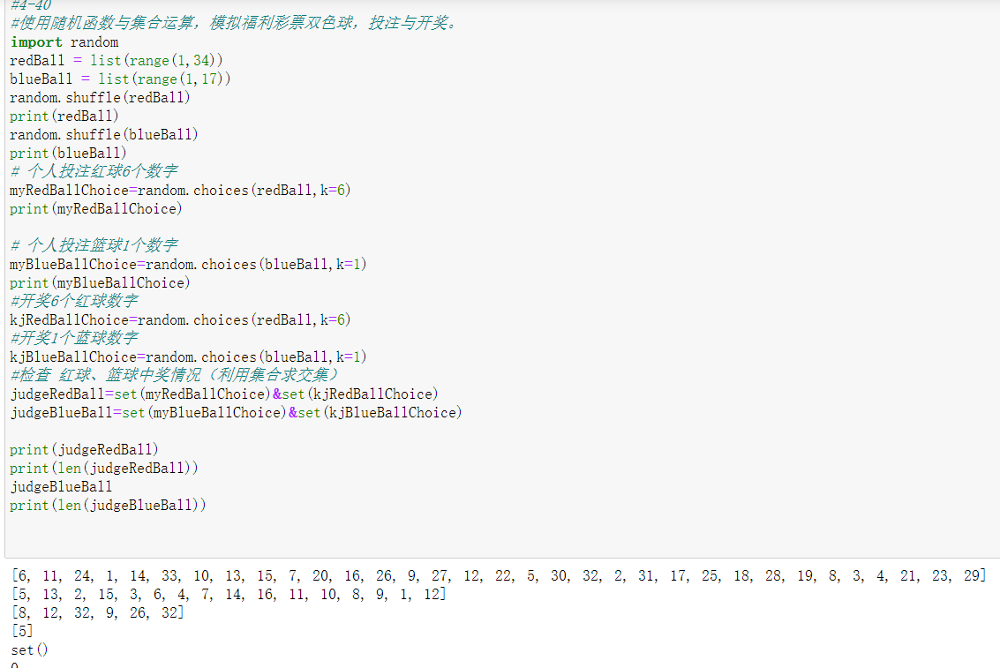 #4-40
#使用随机函数与集合运算，模拟福利彩票双色球，投注与开奖。
import random
redBall = list(range(1,34))
blueBall = list(range(1,17))
random.shuffle(redBall)
print(redBall)
random.shuffle(blueBall)
print(blueBall)
# 个人投注红球6个数字
myRedBallChoice=random.choices(redBall,k=6)
print(myRedBallChoice)
# 个人投注篮球1个数字
myBlueBallChoice=random.choices(blueBall,k=1)
print(myBlueBallChoice)
#开奖6个红球数字
kjRedBallChoice=random.choices(redBall,k=6)
#开奖1个蓝球数字
kjBlueBallChoice=random.choices(blueBall,k=1)
#检查 红球、篮球中奖情况（利用集合求交集）
judgeRedBall=set(myRedBallChoice)&set(kjRedBallChoice)
judgeBlueBall=set(myBlueBallChoice)&set(kjBlueBallChoice)
print(judgeRedBall)
print(len(judgeRedBall))
judgeBlueBall
print(len(judgeBlueBall))
[6, 11, 24, 1, 14, 33, 10, 13, 15, 7, 20, 16, 26, 9, 27, 12, 22, 5, 30, 32, 2, 31, 17, 25, 18, 28, 19, 8, 3, 4, 21, 23, 29]
[5, 13, 2, 15, 3, 6, 4, 7, 14, 16, 11, 10, 8, 9, 1, 12]
[8, 12, 32, 9, 26, 32]
[5]
set()
0